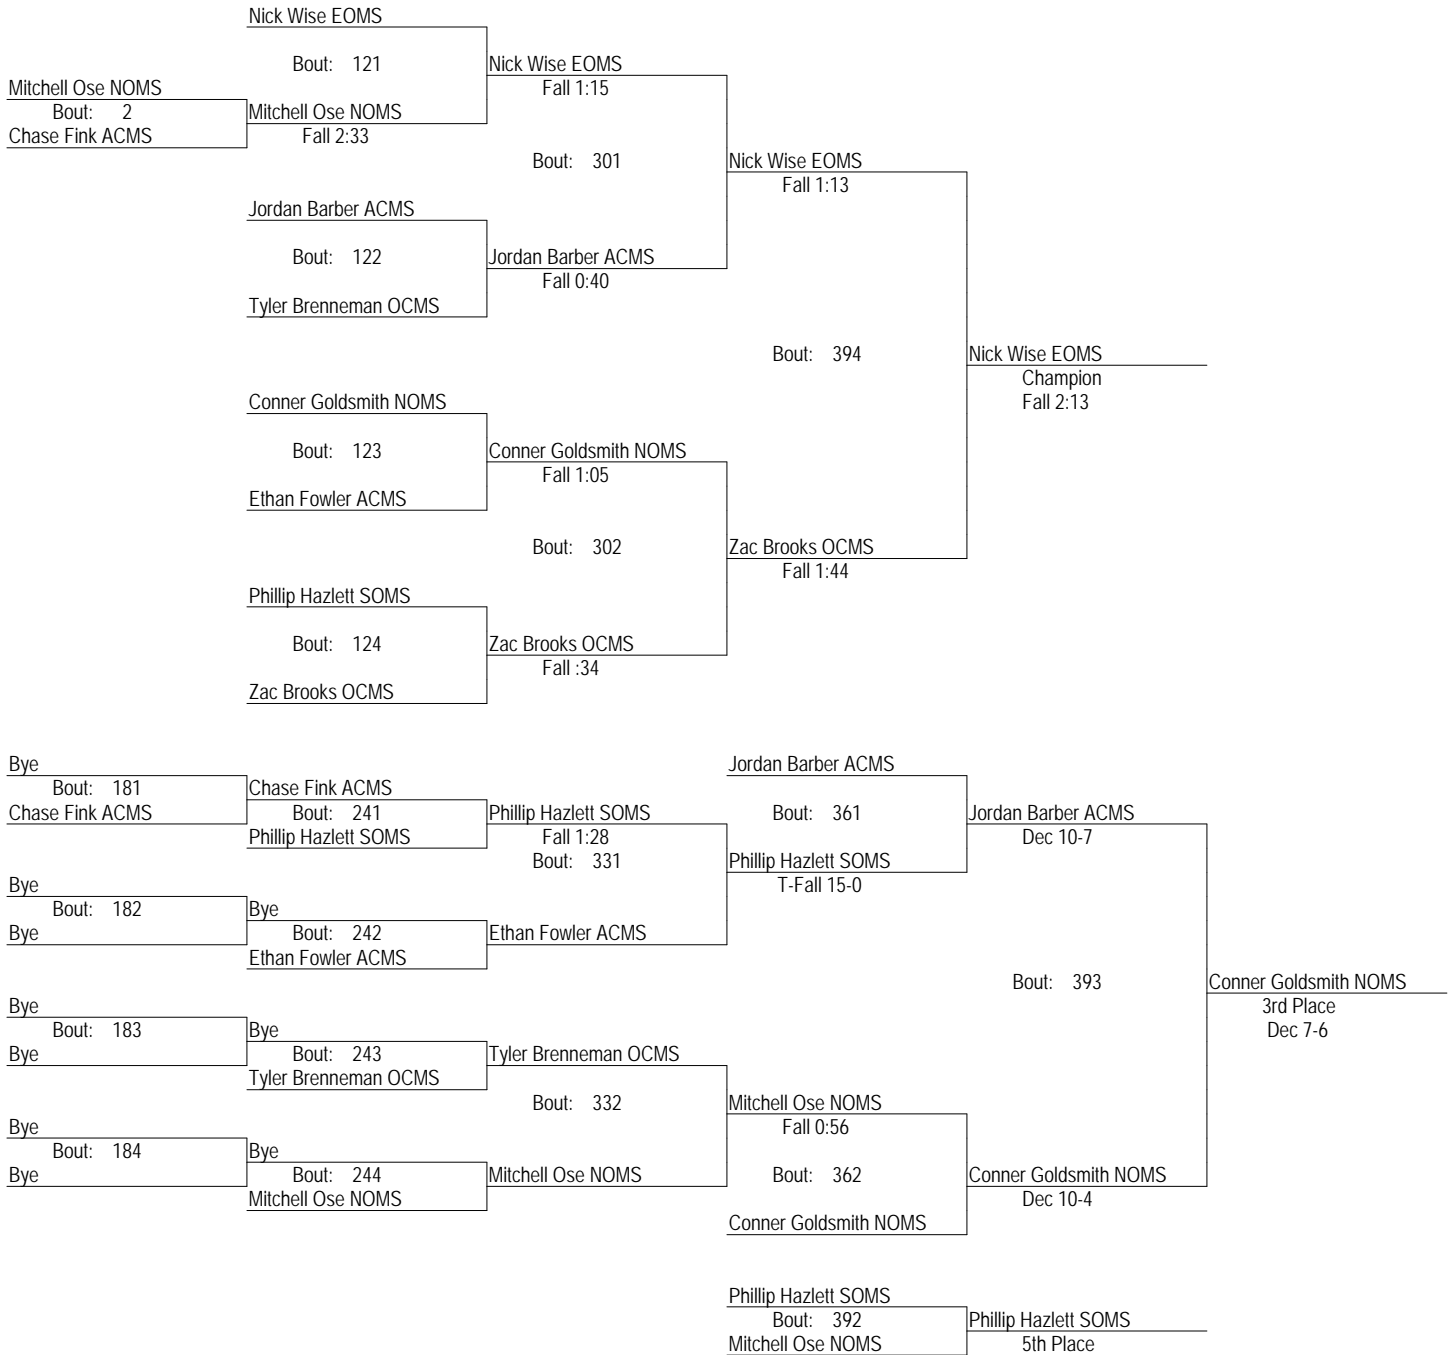 Nick Wise EOMS
Bout: 121
Nick Wise EOMS
Fall 1:15
Mitchell Ose NOMS
Bout: 2
Chase Fink ACMS
Mitchell Ose NOMS
Fall 2:33
Bout: 301
Nick Wise EOMS
Fall 1:13
Jordan Barber ACMS
Bout: 122
Jordan Barber ACMS
Fall 0:40
Tyler Brenneman OCMS
Bout: 394
Nick Wise EOMS
Champion
Fall 2:13
Conner Goldsmith NOMS
Bout: 123
Conner Goldsmith NOMS
Fall 1:05
Ethan Fowler ACMS
Bout: 302
Zac Brooks OCMS
Fall 1:44
Phillip Hazlett SOMS
Bout: 124
Zac Brooks OCMS
Fall :34
Zac Brooks OCMS
Bye
Bout: 181
Chase Fink ACMS
Chase Fink ACMS
Bout: 241
Phillip Hazlett SOMS
Phillip Hazlett SOMS
Fall 1:28
Bout: 331
Jordan Barber ACMS
Bout: 361
Phillip Hazlett SOMS
T-Fall 15-0
Jordan Barber ACMS
Dec 10-7
Bye
Bout: 182
Bye
Bye
Bout: 242
Ethan Fowler ACMS
Ethan Fowler ACMS
Bout: 393
Conner Goldsmith NOMS
3rd Place
Dec 7-6
Bye
Bout: 183
Bye
Bye
Bout: 243
Tyler Brenneman OCMS
Tyler Brenneman OCMS
Bout: 332
Mitchell Ose NOMS
Fall 0:56
Bye
Bout: 184
Bye
Bye
Bout: 244
Mitchell Ose NOMS
Mitchell Ose NOMS
Bout: 362
Conner Goldsmith NOMS
Conner Goldsmith NOMS
Dec 10-4
Phillip Hazlett SOMS
Bout: 392
Mitchell Ose NOMS
Phillip Hazlett SOMS
5th Place